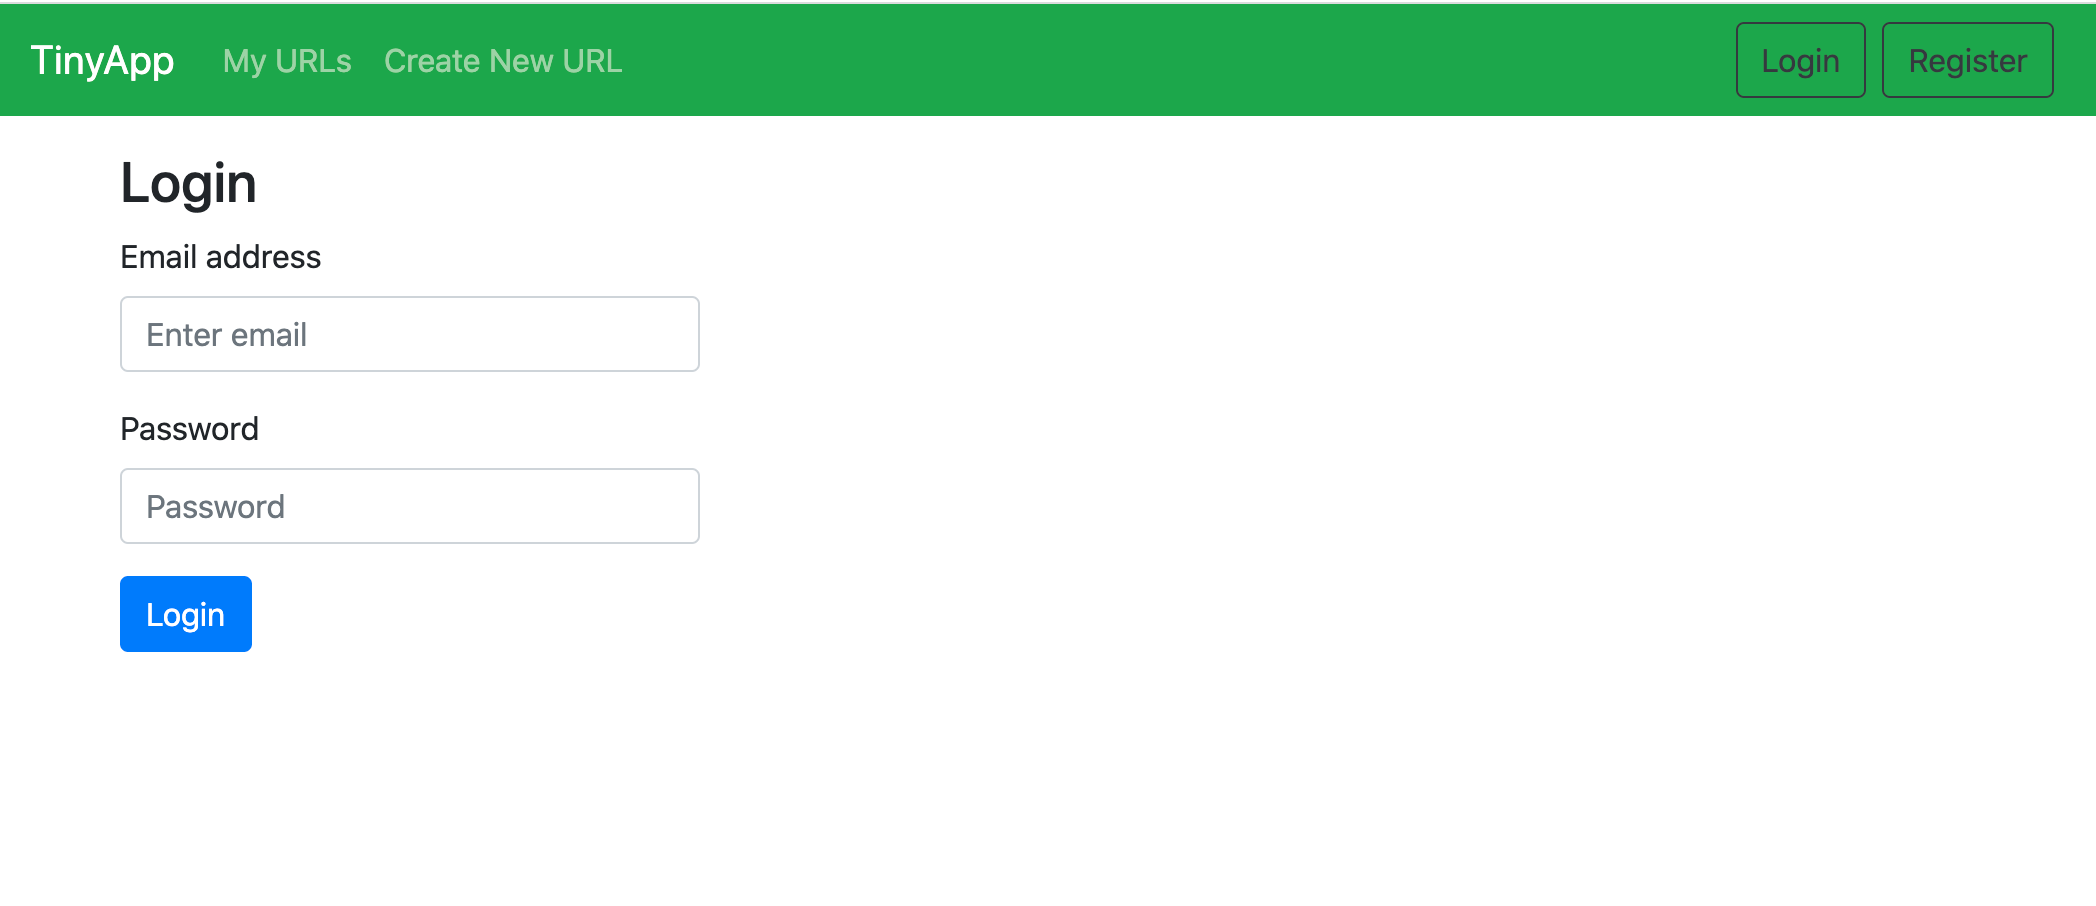 TinyApp My URLs Create New URL Login Register
Login
Email address
Enter email
Password
Password
Login